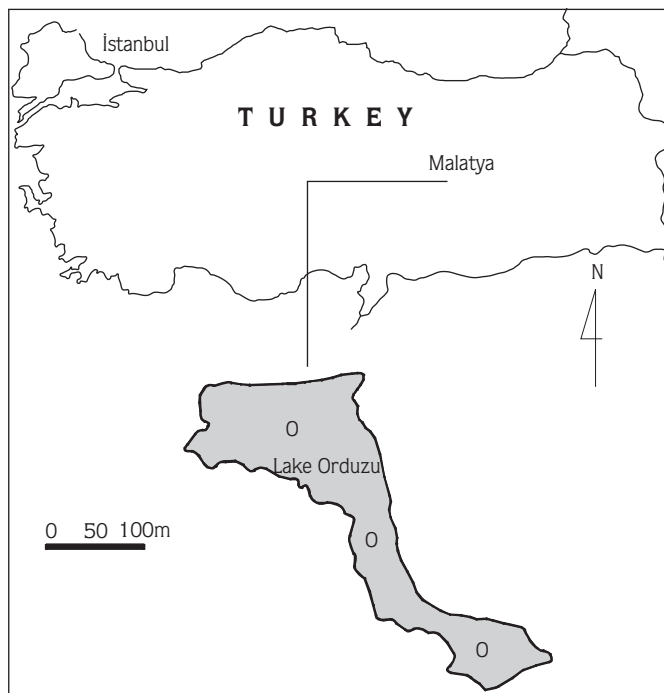 İstanbul
T U R K E Y
Malatya
N
O
Lake Orduzu
0 50 100m
O
O